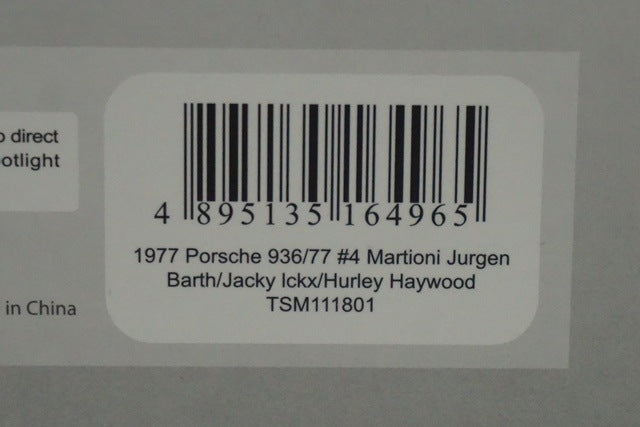 direct
otlight
4 895135 164965
1977 Porsche 936/77 #4 Martioni Jurgen
Barth/Jacky Ickx/Hurley Haywood
TSM111801
in China